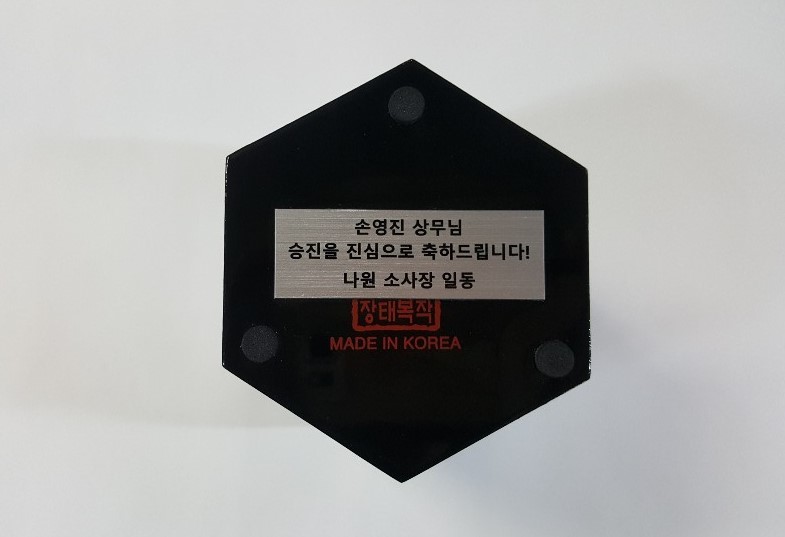 손영진 상무님
승진을 진심으로 축하드립니다!
나원 소사장 일동
장태복작
MADE IN KOREA